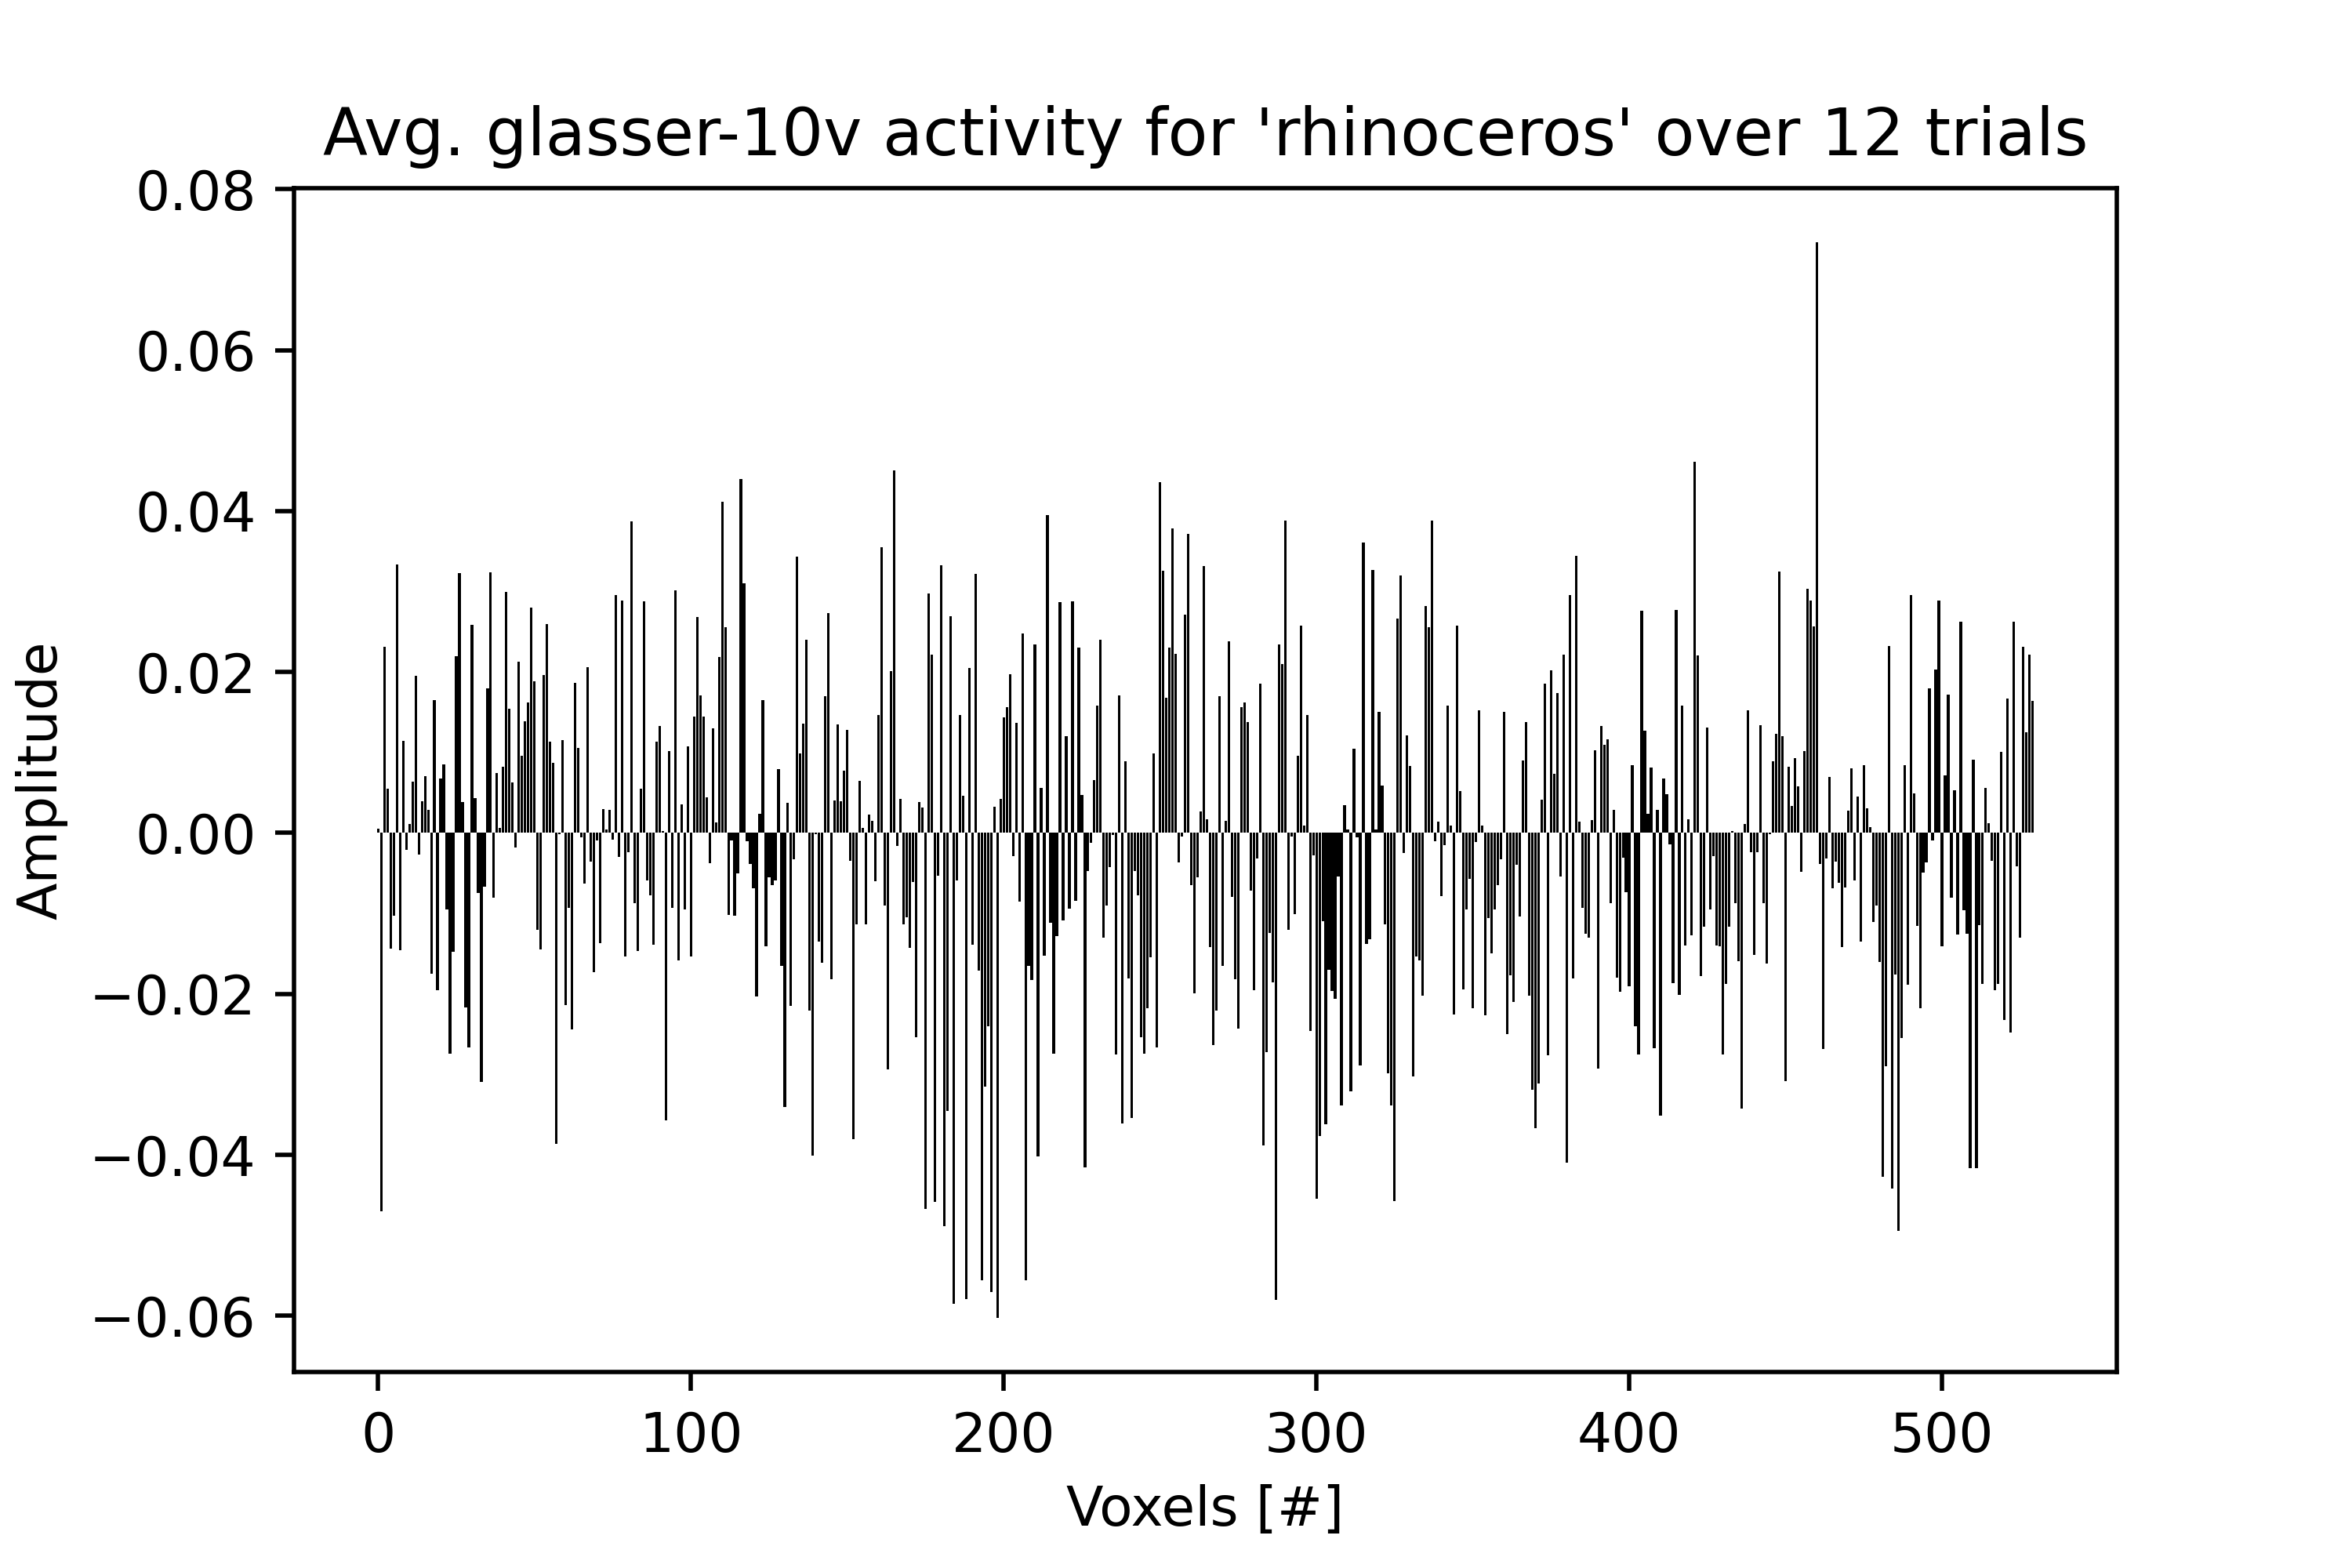 Avg. glasser-10v activity for 'rhinoceros' over 12 trials
0.08
0.06
0.04
0.02
0.00
−0.02
−0.04
−0.06
Amplitude
0 100 200 300 400 500
Voxels [#]